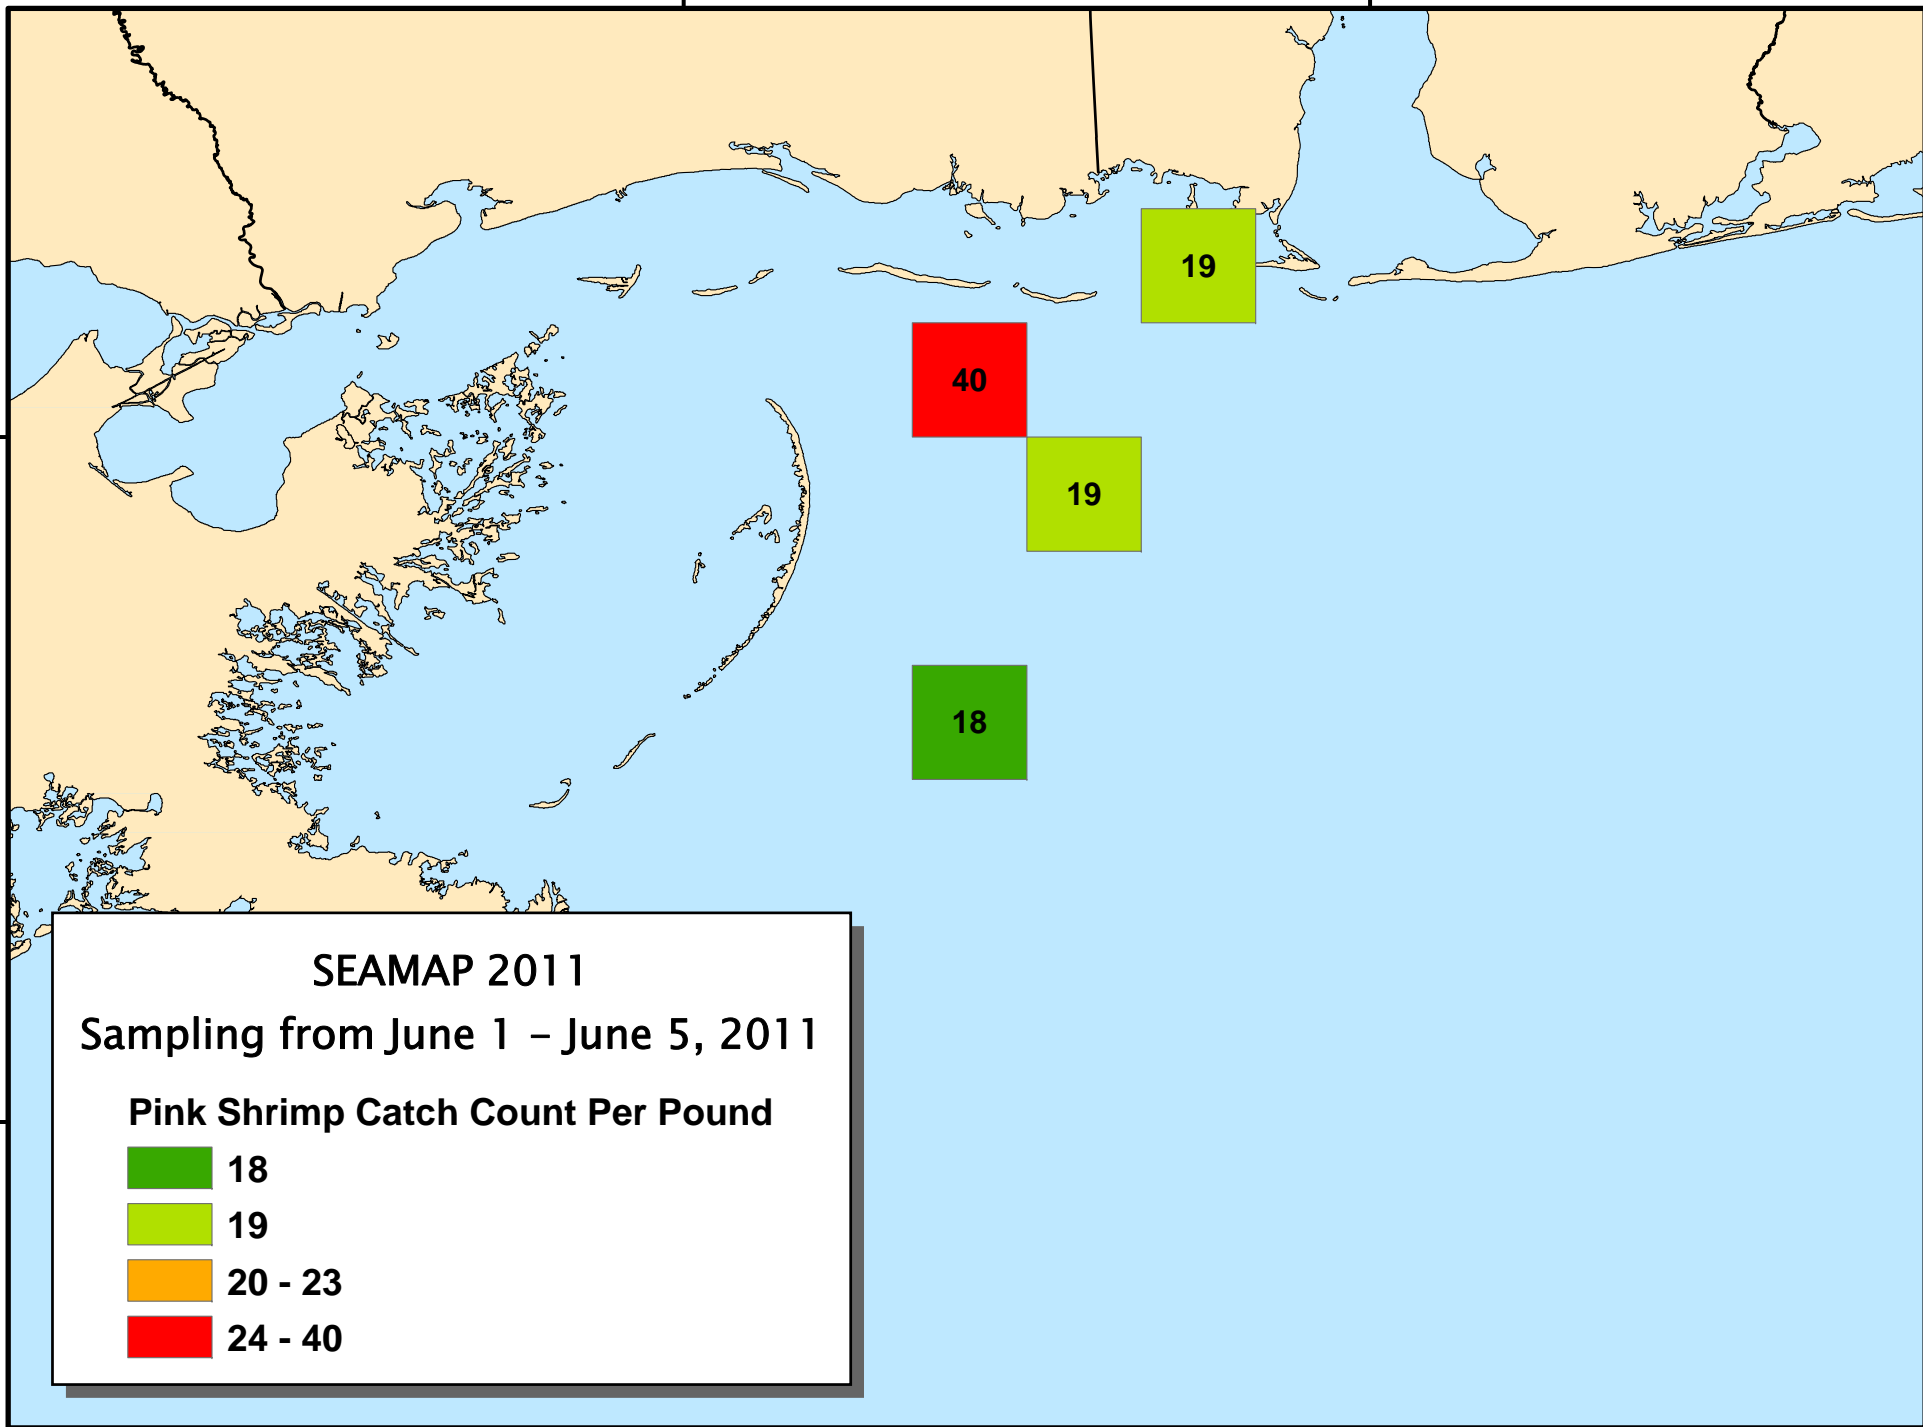 19
40
19
18
SEAMAP 2011
Sampling from June 1 – June 5, 2011
Pink Shrimp Catch Count Per Pound
18
19
20 - 23
24 - 40